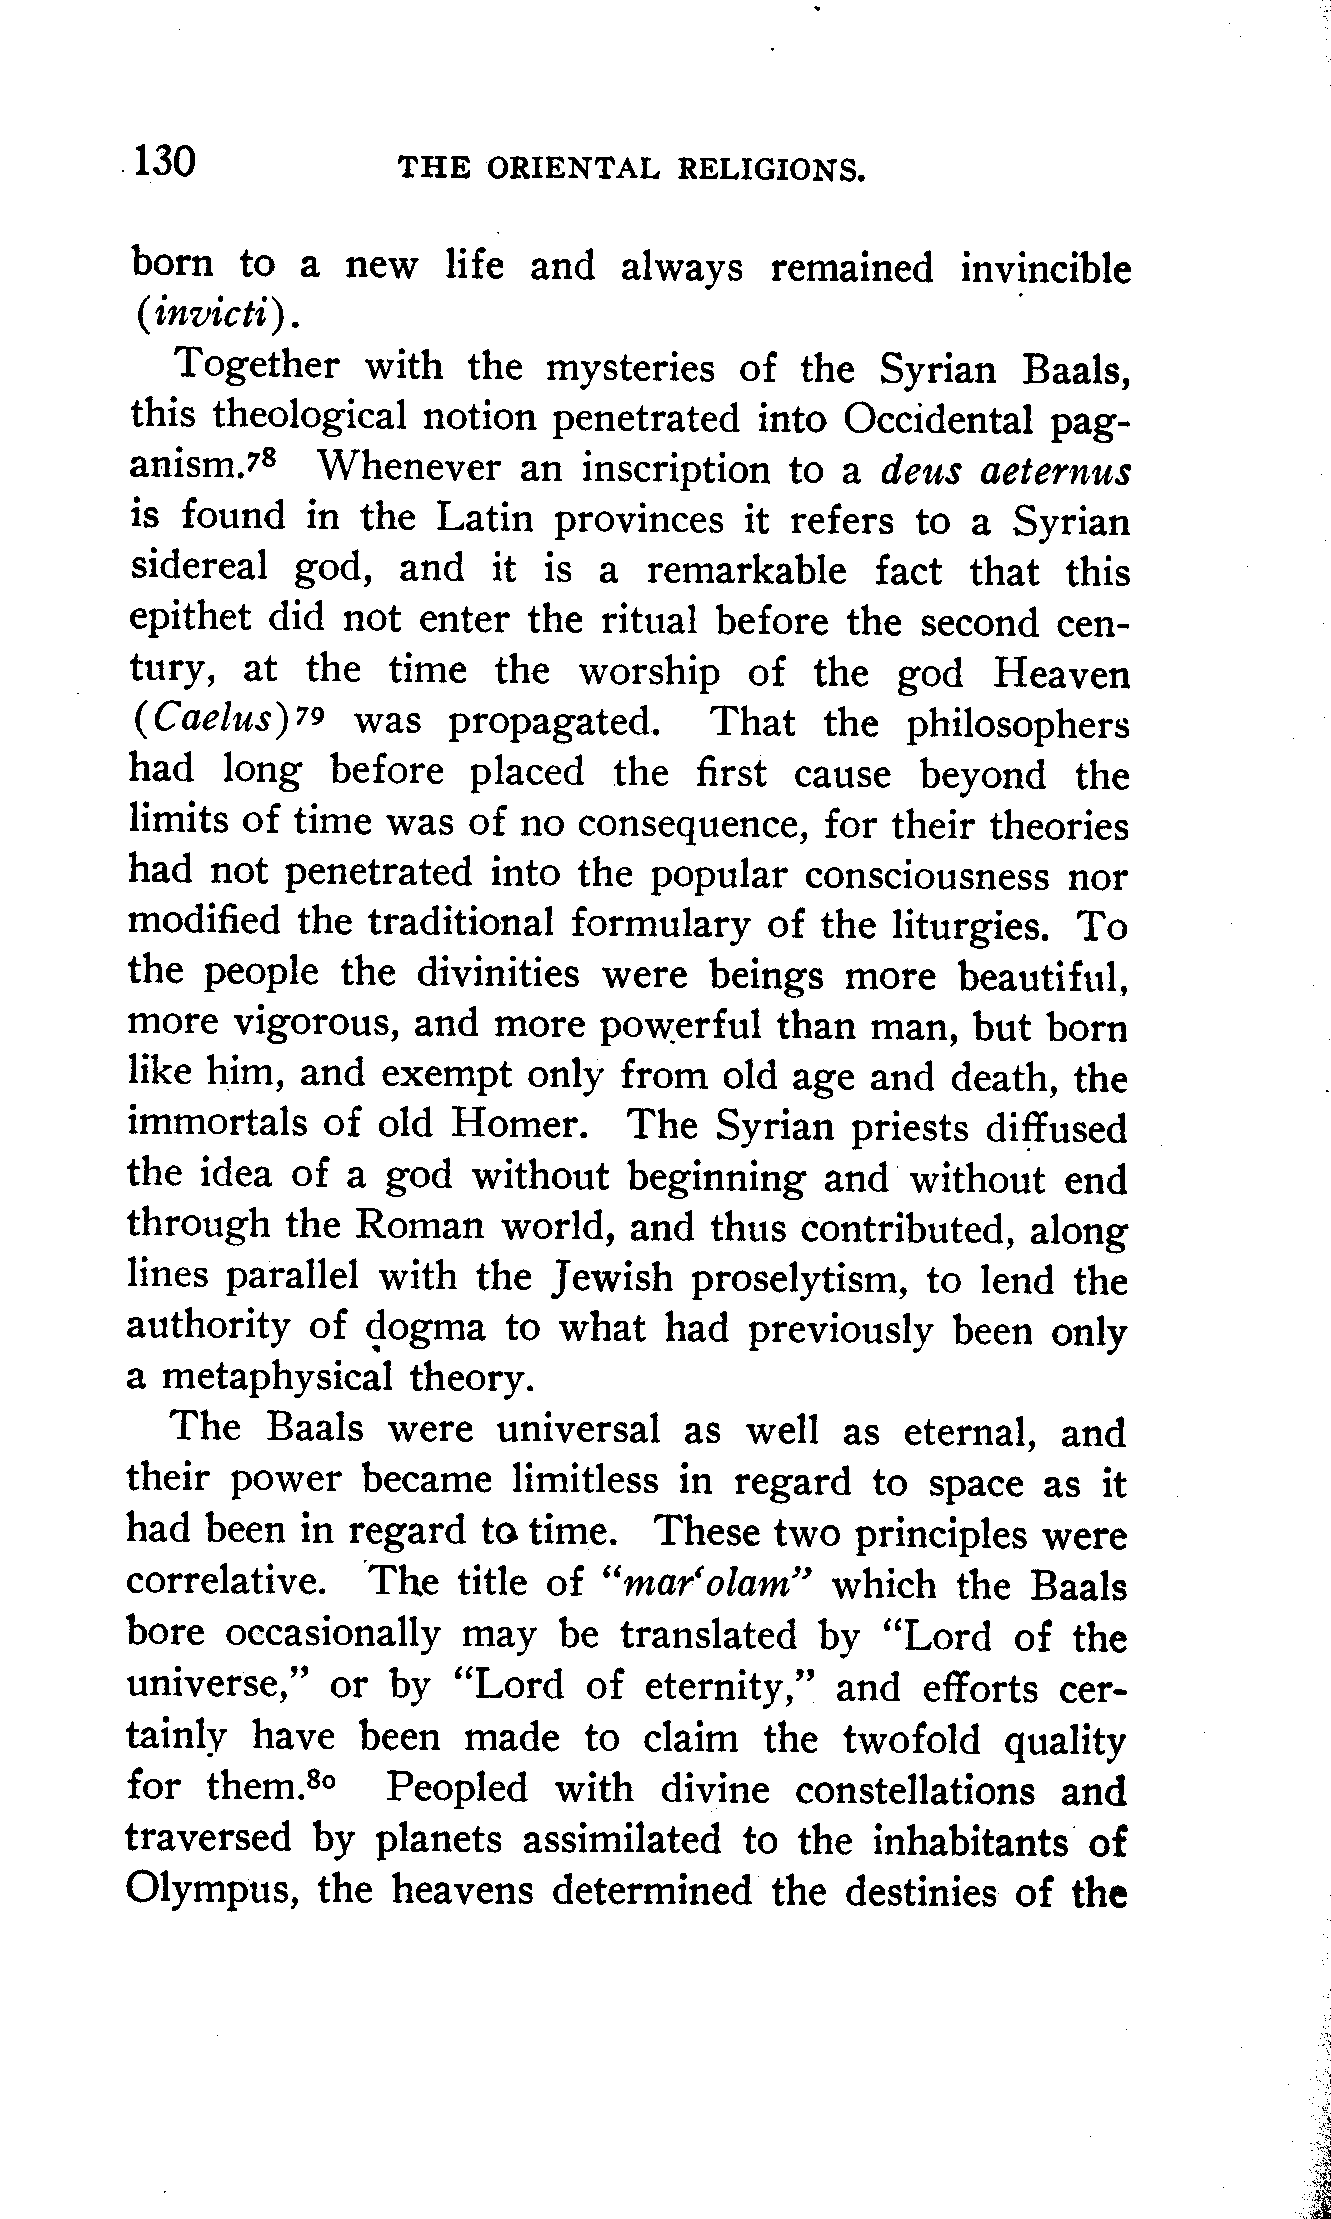 130 THE ORIENTAL RELIGIONS.
born to a new life and always remained invincible
(invicti).
Together with the mysteries of the Syrian Baals,
this theological notion penetrated into Occidental pag-
anism.78 Whenever an inscription to a deus aeternus
is found in the Latin provinces it refers to a Syrian
sidereal god, and it is a remarkable fact that this
epithet did not enter the ritual before the second cen-
tury, at the time the worship of the god Heaven
(Caelus)79 was propagated. That the philosophers
had long before placed the first cause beyond the
limits of time was of no consequence, for their theories
had not penetrated into the popular consciousness nor
modified the traditional formulary of the liturgies. To
the people the divinities were beings more beautiful,
more vigorous, and more powerful than man, but born
like him, and exempt only from old age and death, the
immortals of old Homer. The Syrian priests diffused
the idea of a god without beginning and without end
through the Roman world, and thus contributed, along
lines parallel with the Jewish proselytism, to lend the
authority of dogma to what had previously been only
a metaphysical theory.
The Baals were universal as well as eternal, and
their power became limitless in regard to space as it
had been in regard to time. These two principles were
correlative. The title of “mar‘olam” which the Baals
bore occasionally may be translated by “Lord of the
universe,” or by “Lord of eternity,” and efforts cer-
tainly have been made to claim the twofold quality
for them.80 Peopled with divine constellations and
traversed by planets assimilated to the inhabitants of
Olympus, the heavens determined the destinies of the